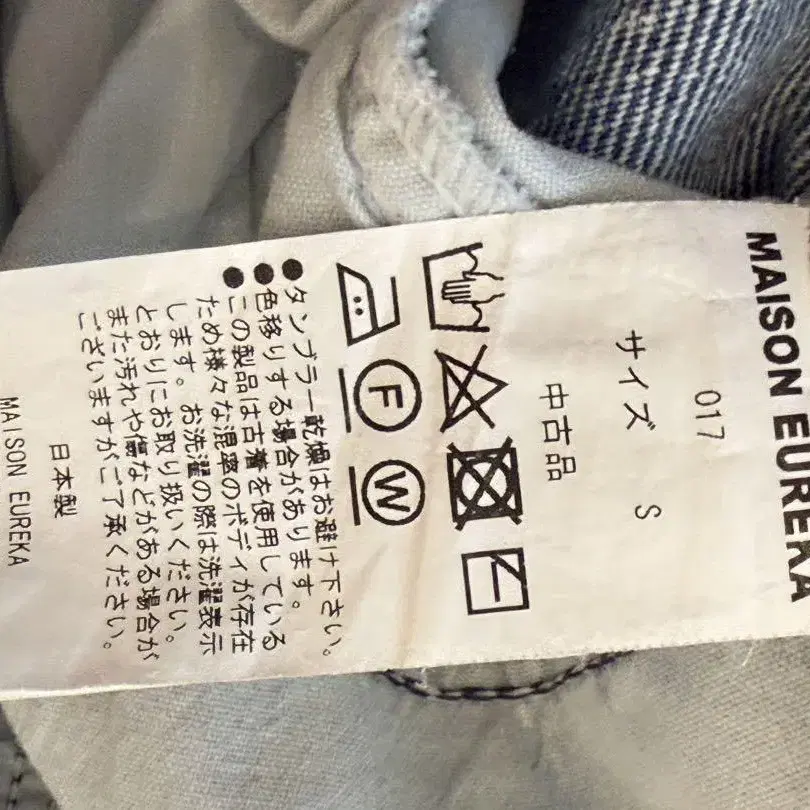 MAISON EUREKA
017
サイズ S
中古品
F
W
●タンブラー乾燥はお避け下さい。
●色移りする場合があります。
●この製品は古着を使用している
ため様々な混率のボディが存在
します。お洗濯の際は洗濯表示
とおりにお取り扱いください。
また汚れや傷などがある場合が
ございますがご了承ください。
日本製
MAISON EUREKA